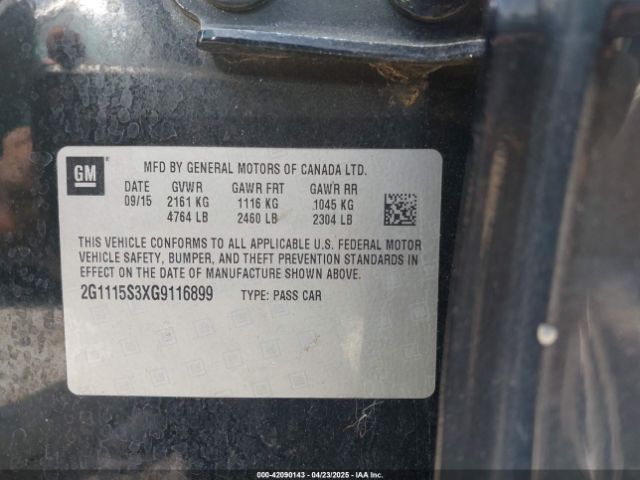 GM
MFD BY GENERAL MOTORS OF CANADA LTD.
DATE GVWR GAWR FRT GAWR RR
09/15 2161 KG 1116 KG 1045 KG
4764 LB 2460 LB 2304 LB
THIS VEHICLE CONFORMS TO ALL APPLICABLE U.S. FEDERAL MOTOR
VEHICLE SAFETY, BUMPER, AND THEFT PREVENTION STANDARDS IN
EFFECT ON THE DATE OF MANUFACTURE SHOWN ABOVE.
2G1115S3XG9116899 TYPE: PASS CAR
000-42090143 - 04/23/2025 - IAA Inc.